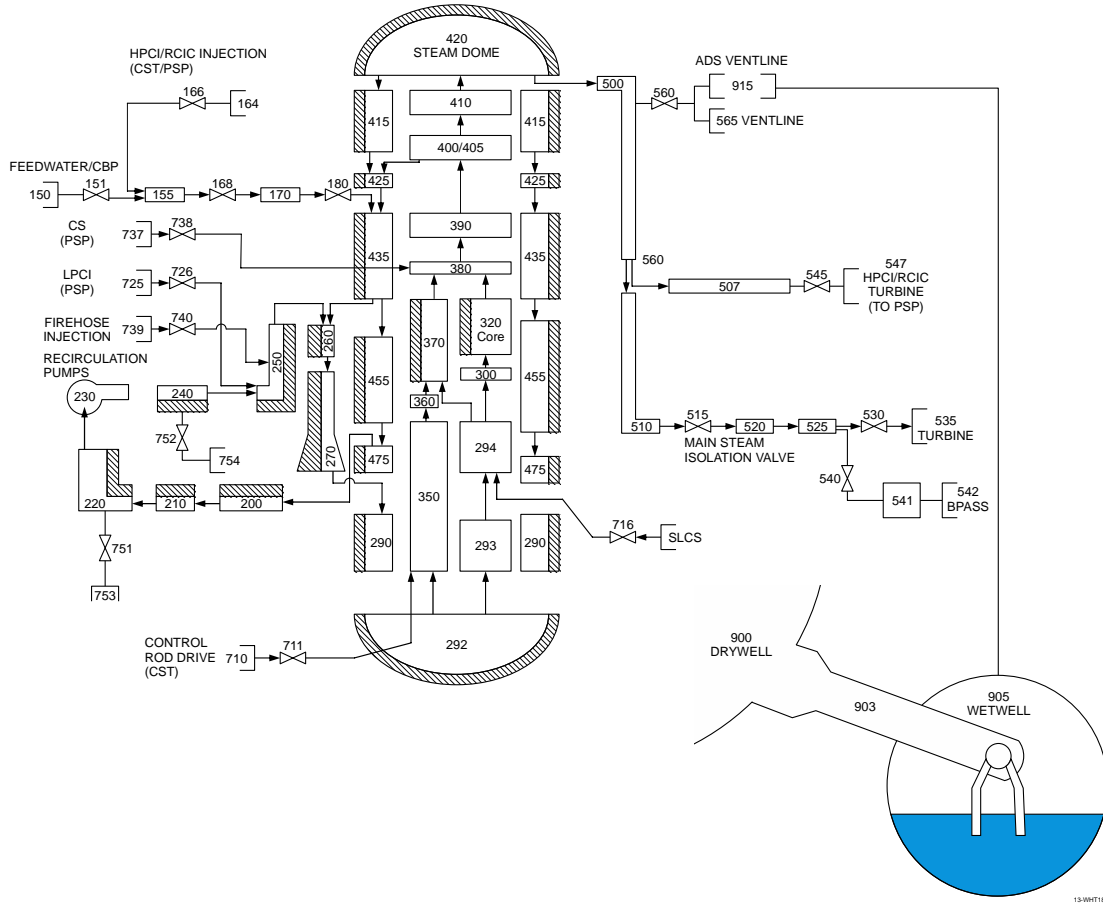 420
STEAM DOME
HPCI/RCIC INJECTION
(CST/PSP)
166
164
ADS VENTLINE
500
560
915
565 VENTLINE
410
415
415
400/405
FEEDWATER/CBP
425
425
150
151
155
168
170
180
CS
(PSP)
737
738
390
435
435
380
560
LPCI
(PSP)
725
726
507
545
547
HPCI/RCIC
TURBINE
(TO PSP)
FIREHOSE
INJECTION
739
740
250
260
370
320
Core
455
455
300
RECIRCULATION
PUMPS
230
240
360
752
754
270
475
475
294
510
515
520
525
530
535
TURBINE
MAIN STEAM
ISOLATION VALVE
540
541
542
BPASS
220
210
200
350
293
290
290
716
SLCS
751
753
CONTROL
ROD DRIVE
(CST)
710
711
292
900
DRYWELL
903
905
WETWELL